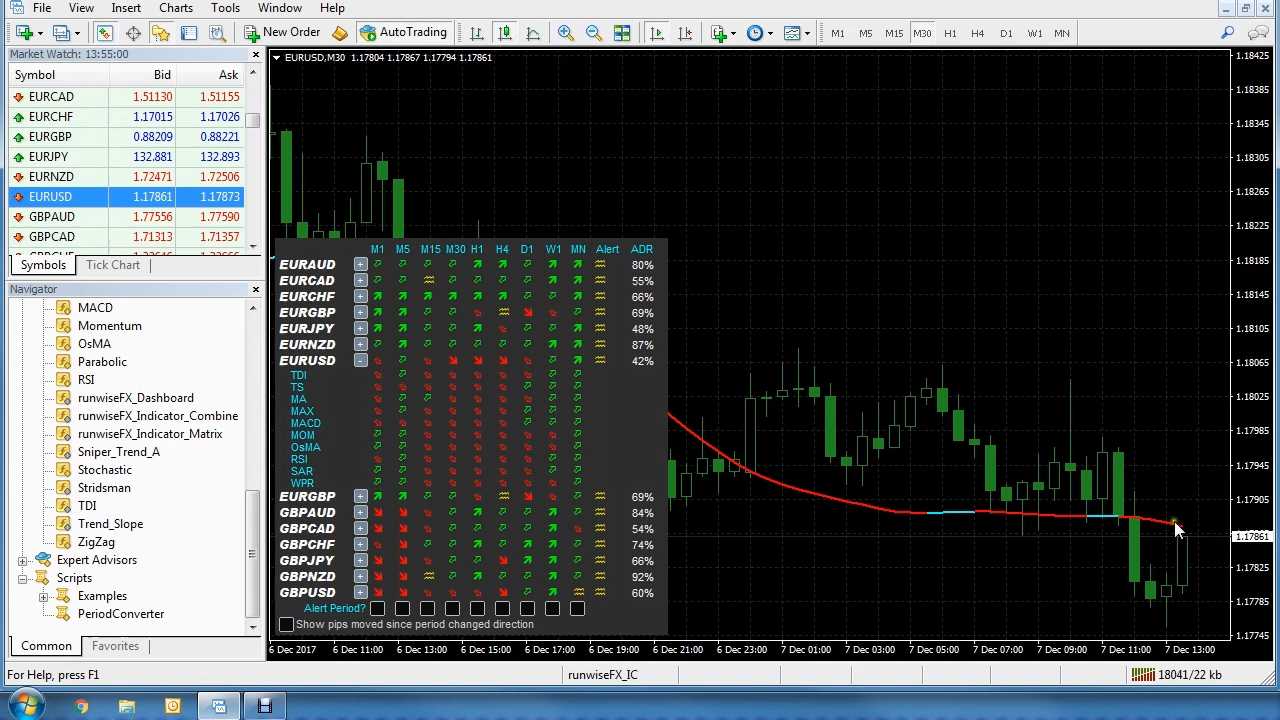 File View Insert Charts Tools Window Help
New Order AutoTrading M1 M5 M15 M30 H1 H4 D1 W1 MN
Market Watch: 13:55:00
Symbol Bid Ask
EURCAD 1.51130 1.51155
EURCHF 1.17015 1.17026
EURGBP 0.88209 0.88221
EURJPY 132.881 132.893
EURNZD 1.72471 1.72506
EURUSD 1.17861 1.17873
GBPAUD 1.77556 1.77590
GBPCAD 1.71313 1.71357
Symbols Tick Chart
Navigator
MACD
Momentum
OsMA
Parabolic
RSI
runwiseFX_Dashboard
runwiseFX_Indicator_Combine
runwiseFX_Indicator_Matrix
Sniper_Trend_A
Stochastic
Stridsman
TDI
Trend_Slope
ZigZag
Expert Advisors
Scripts
Examples
PeriodConverter
Common Favorites
EURUSD,M30 1.17804 1.17867 1.17794 1.17861
M1 M5 M15 M30 H1 H4 D1 W1 MN Alert ADR
EURAUD + 80%
EURCAD + 55%
EURCHF + 66%
EURGBP + 69%
EURJPY + 48%
EURNZD + 87%
EURUSD - 42%
TDI
TS
MA
MAX
MACD
MOM
OsMA
RSI
SAR
WPR
EURGBP + 69%
GBPAUD + 84%
GBPCAD + 54%
GBPCHF + 74%
GBPJPY + 66%
GBPNZD + 92%
GBPUSD + 60%
Alert Period?
Show pips moved since period changed direction
1.18425
1.18385
1.18345
1.18305
1.18265
1.18225
1.18185
1.18145
1.18105
1.18065
1.18025
1.17985
1.17945
1.17905
1.17861
1.17825
1.17785
1.17745
6 Dec 2017 6 Dec 11:00 6 Dec 13:00 6 Dec 15:00 6 Dec 17:00 6 Dec 19:00 6 Dec 21:00 6 Dec 23:00 7 Dec 01:00 7 Dec 03:00 7 Dec 05:00 7 Dec 07:00 7 Dec 09:00 7 Dec 11:00 7 Dec 13:00
For Help, press F1 runwiseFX_IC 18041/22 kb